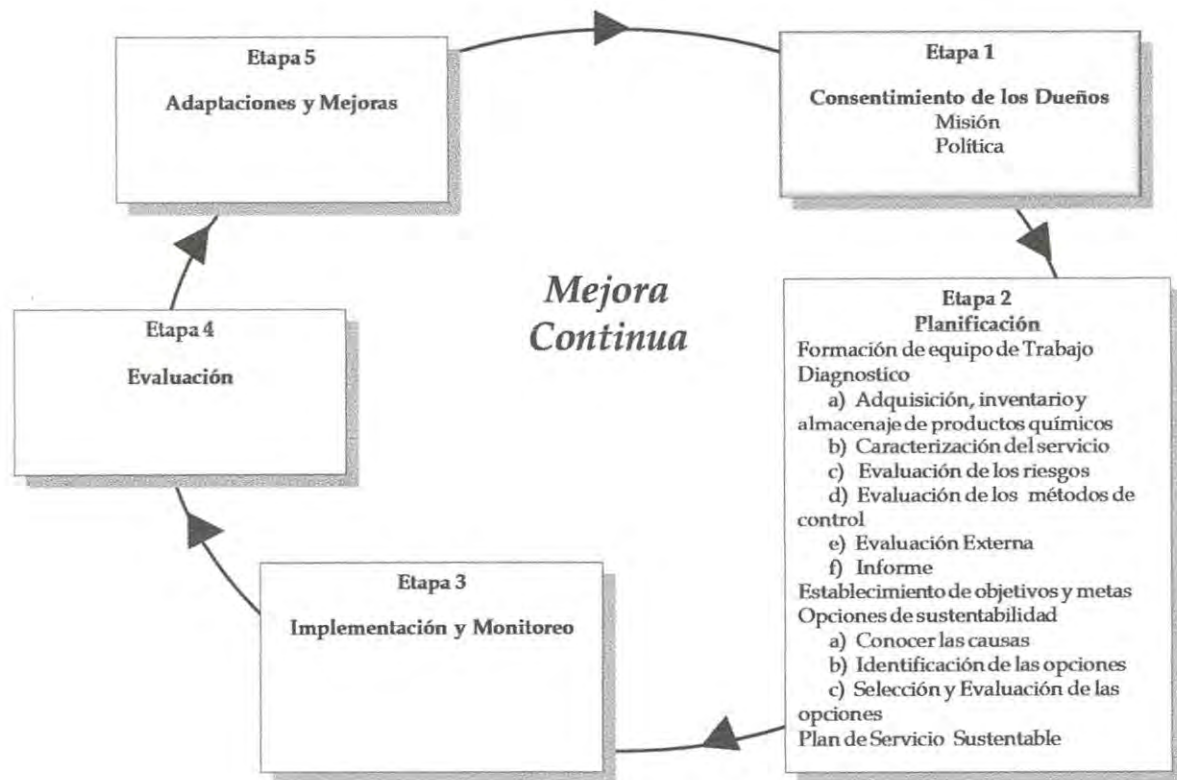 Etapa 5
Adaptaciones y Mejoras
Etapa 1
Consentimiento de los Dueños
Misión
Política
Mejora
Continua
Etapa 2
Planificación
Formación de equipo de Trabajo
Diagnostico
a) Adquisición, inventario y
almacenaje de productos químicos
b) Caracterización del servicio
c) Evaluación de los riesgos
d) Evaluación de los métodos de
control
e) Evaluación Externa
f) Informe
Establecimiento de objetivos y metas
Opciones de sustentabilidad
a) Conocer las causas
b) Identificación de las opciones
c) Selección y Evaluación de las
opciones
Plan de Servicio Sustentable
Etapa 4
Evaluación
Etapa 3
Implementación y Monitoreo